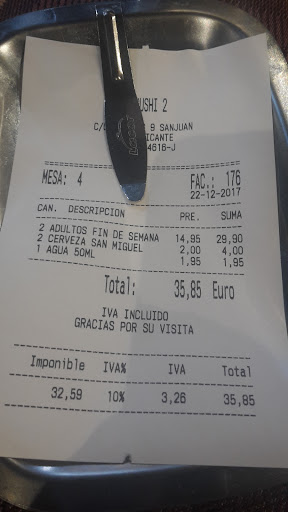 USHI 2
C/ 9 SANJUAN
ICANTE
4616-J
MESA: 4 FAC.: 176
22-12-2017
CAN. DESCRIPCION PRE. SUMA
2 ADULTOS FIN DE SEMANA 14,95 29,90
2 CERVEZA SAN MIGUEL 2,00 4,00
1 AGUA 50ML 1,95 1,95
Total: 35,85 Euro
IVA INCLUIDO
GRACIAS POR SU VISITA
Imponible IVA% IVA Total
32,59 10% 3,26 35,85